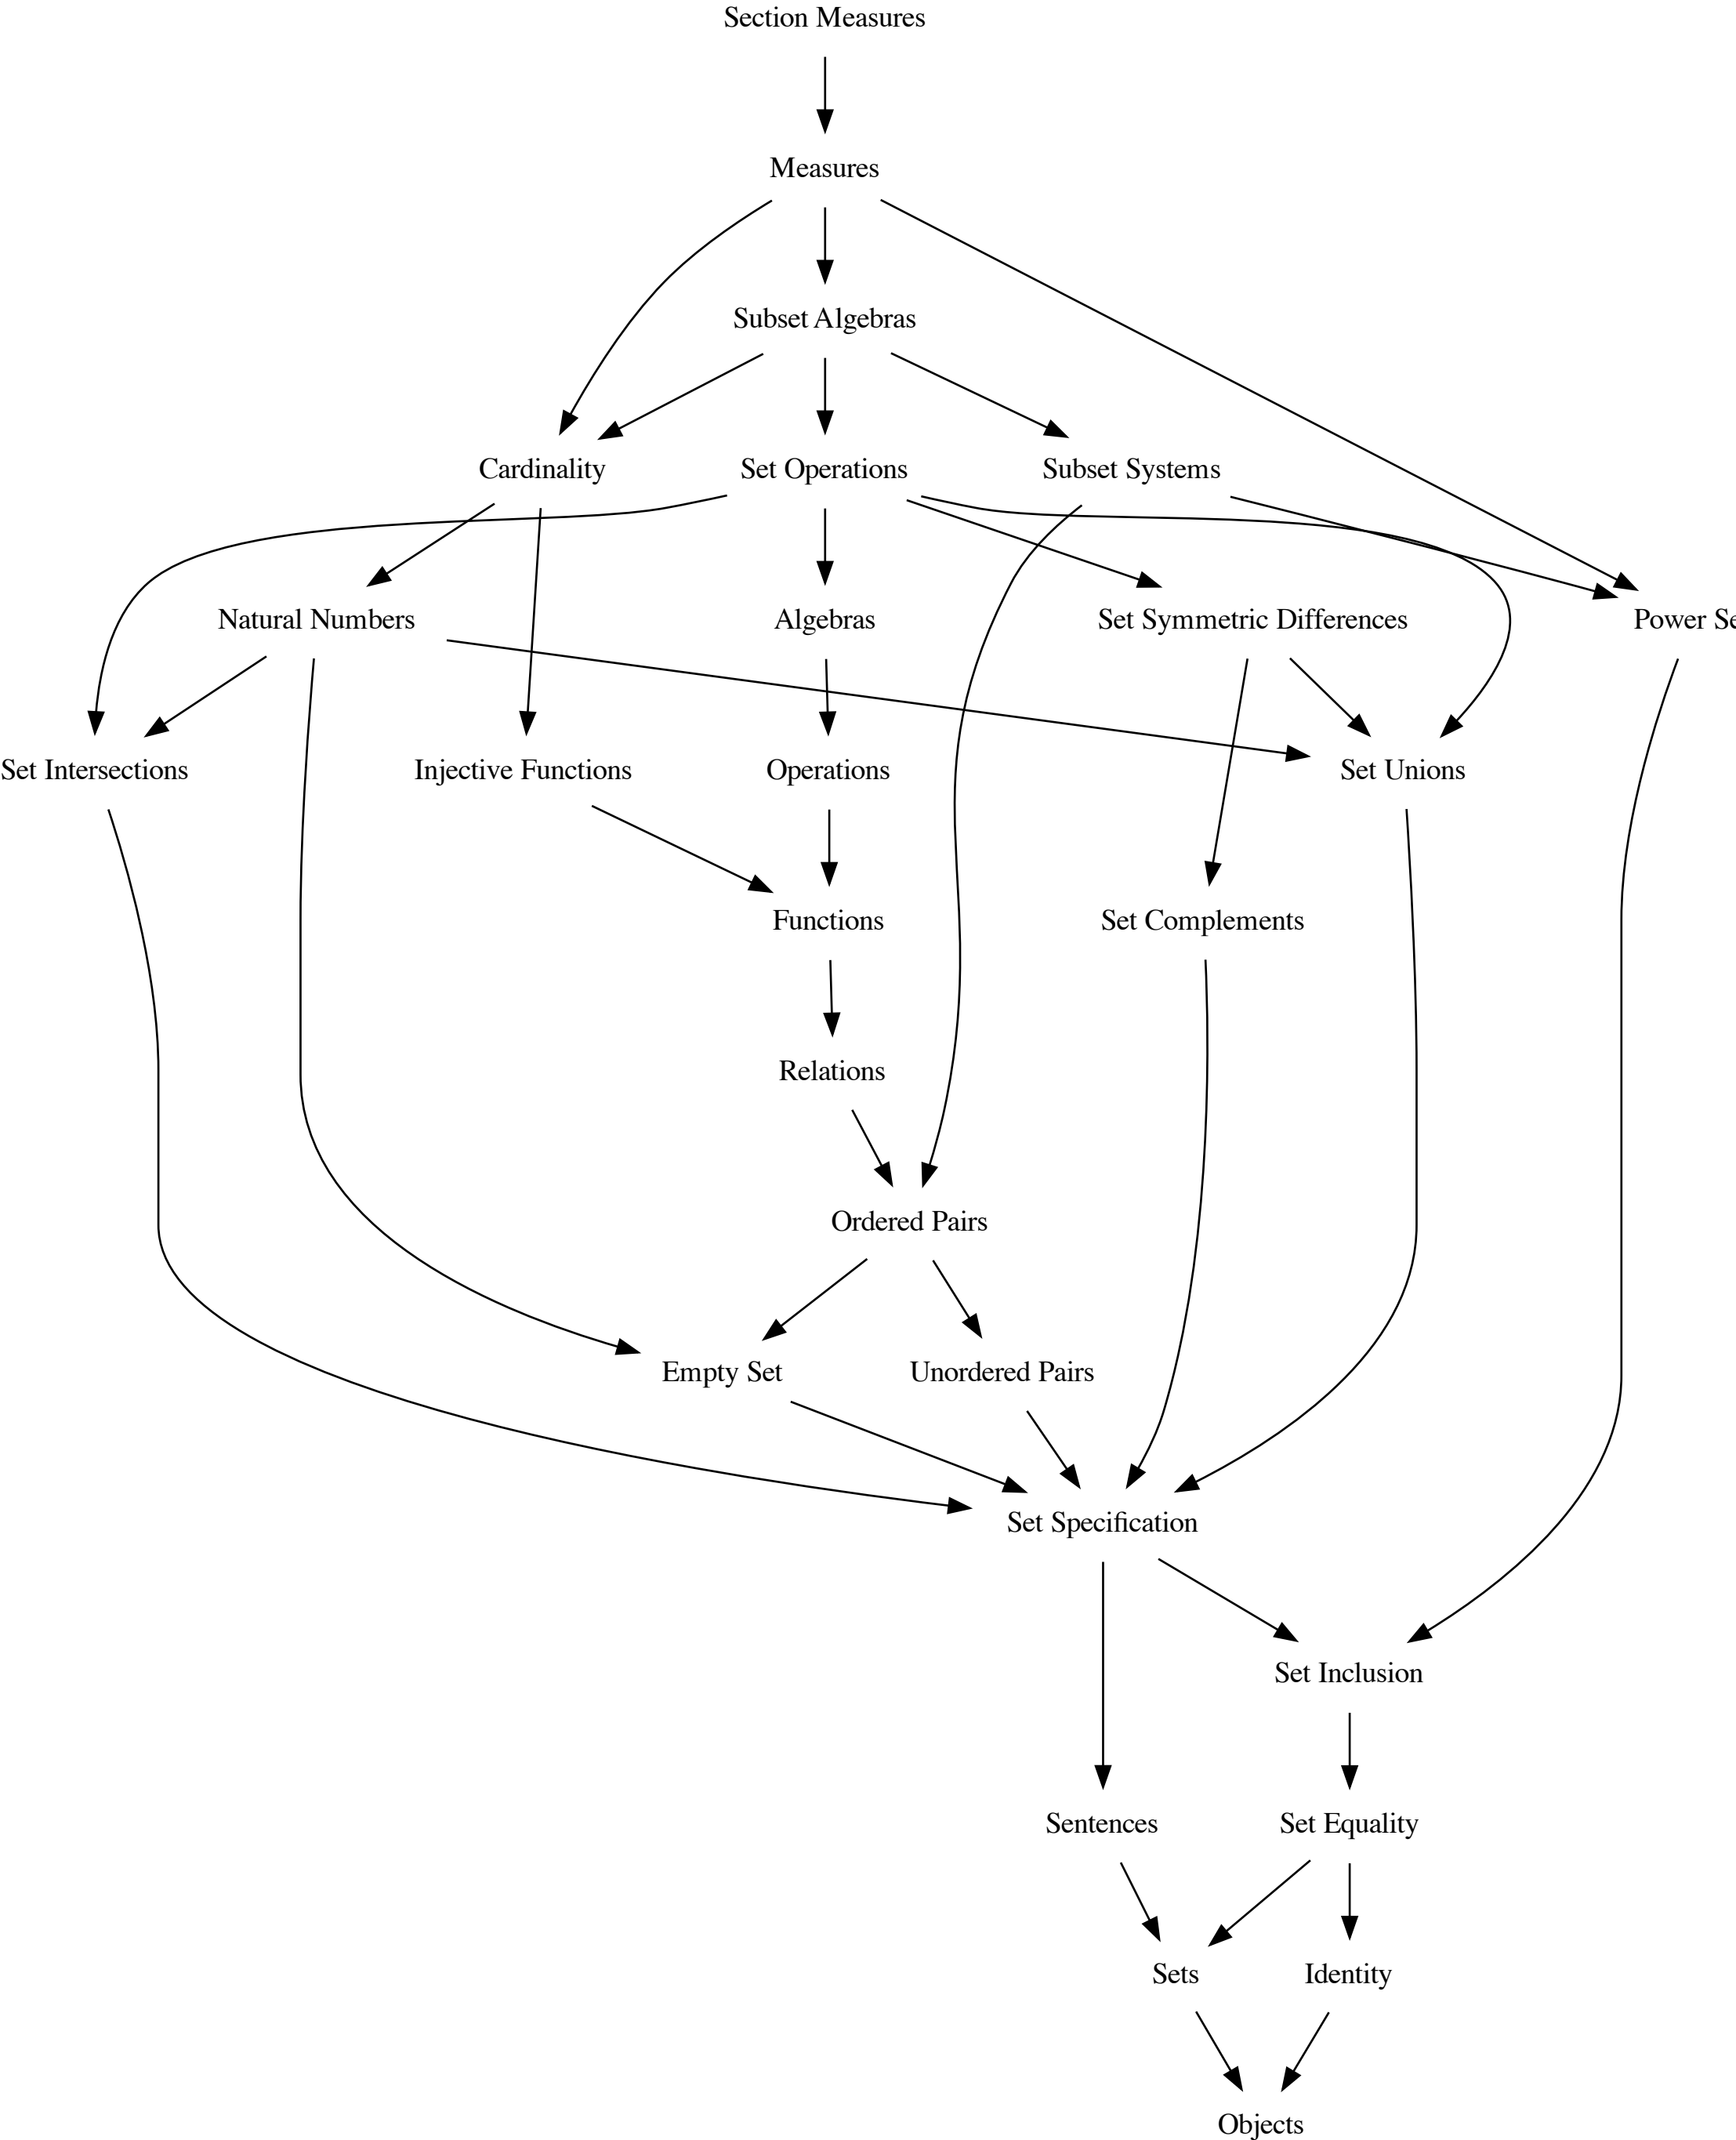 Section Measures
Measures
Subset Algebras
Cardinality
Set Operations
Subset Systems
Natural Numbers
Algebras
Set Symmetric Differences
Power Se
Set Intersections
Injective Functions
Operations
Set Unions
Functions
Set Complements
Relations
Ordered Pairs
Empty Set
Unordered Pairs
Set Specification
Set Inclusion
Sentences
Set Equality
Sets
Identity
Objects